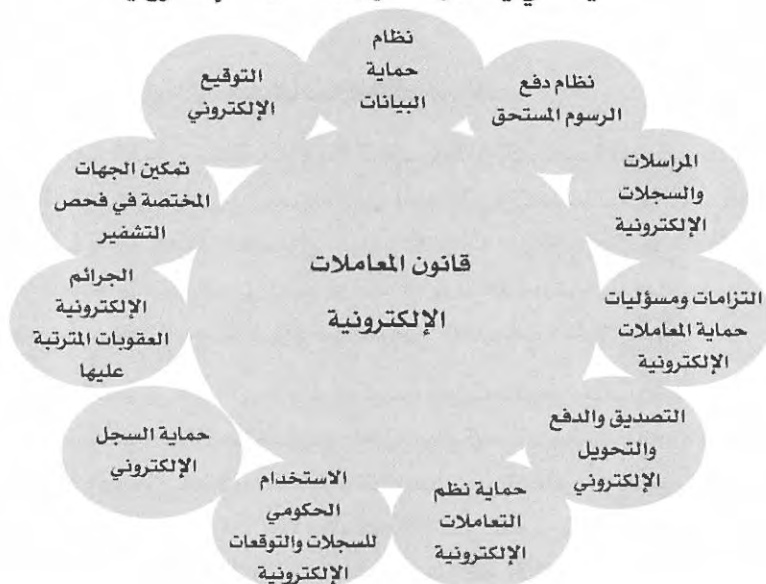 نظام
حماية
البيانات
نظام دفع
الرسوم المستحق
المراسلات
والسجلات
الإلكترونية
التزامات ومسؤليات
حماية المعاملات
الإلكترونية
التصديق والدفع
والتحويل
الإلكتروني
حماية نظم
التعاملات
الإلكترونية
الاستخدام
الحكومي
للسجلات والتوقعات
الإلكترونية
حماية السجل
الإلكتروني
الجرائم
الإلكترونية
العقوبات المترتبة
عليها
تمكين الجهات
المختصة في فحص
التشفير
التوقيع
الإلكتروني
قانون المعاملات
الإلكترونية